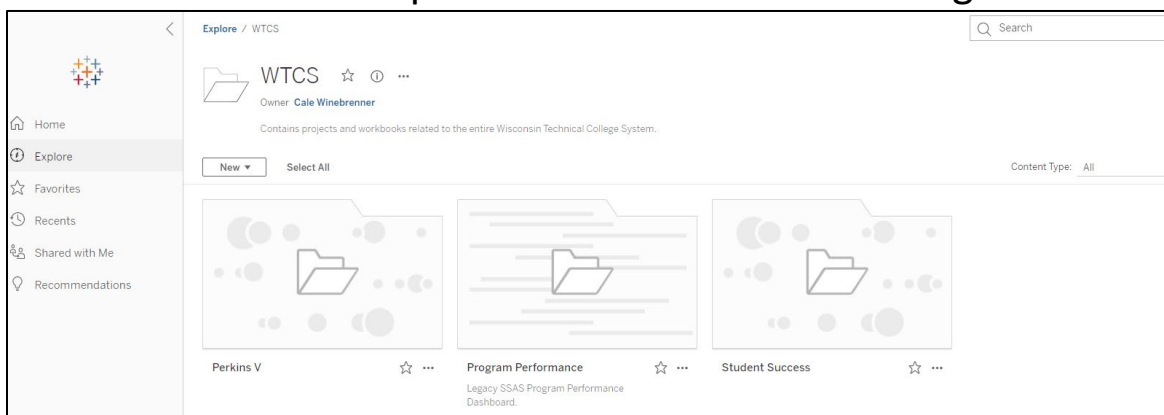 Explore / WTCS
Search
WTCS
Owner Cale Winebrenner
Contains projects and workbooks related to the entire Wisconsin Technical College System.
Home
Explore
Favorites
Recents
Shared with Me
Recommendations
New
Select All
Content Type: All
Perkins V
Program Performance
Legacy SSAS Program Performance
Dashboard.
Student Success